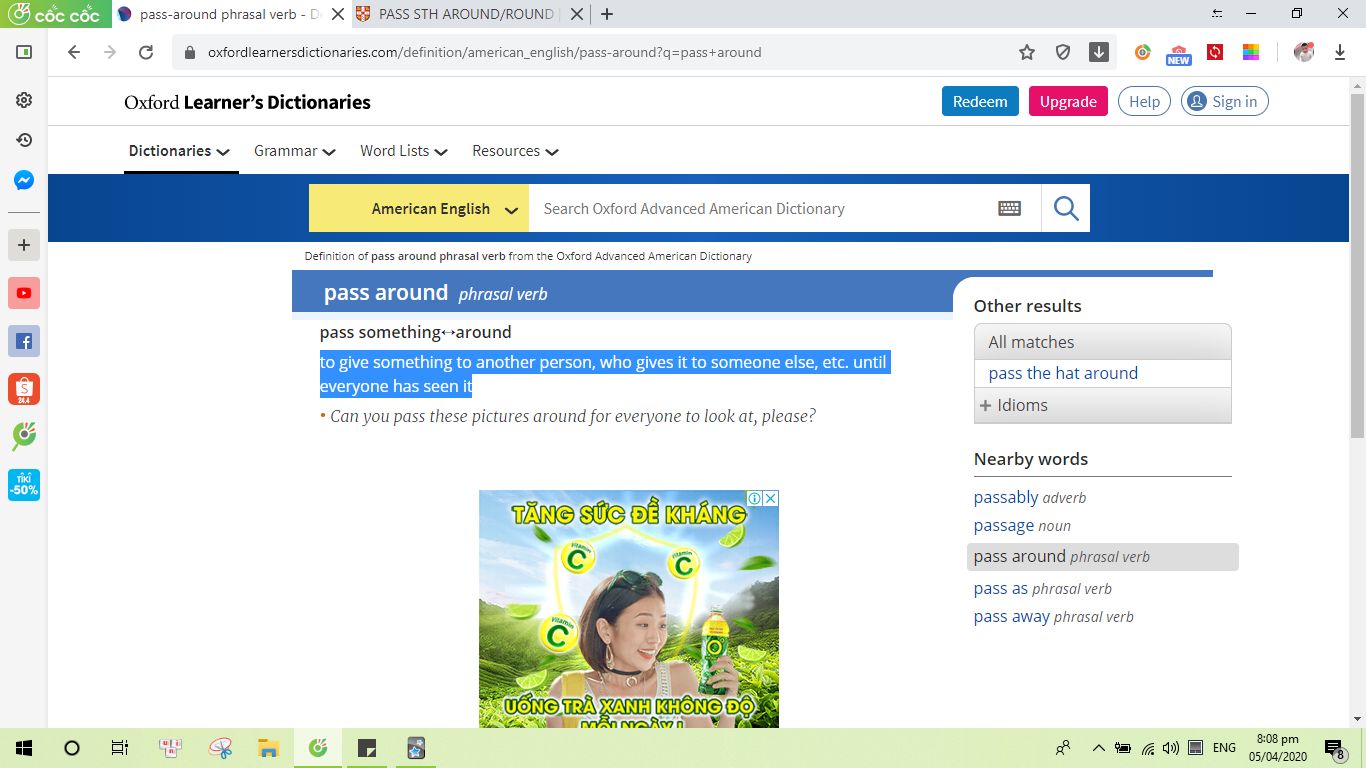 cốc cốc
pass-around phrasal verb - D
PASS STH AROUND/ROUND
oxfordlearnersdictionaries.com/definition/american_english/pass-around?q=pass+around
NEW
Oxford Learner's Dictionaries
Redeem
Upgrade
Help
Sign in
Dictionaries
Grammar
Word Lists
Resources
American English
Search Oxford Advanced American Dictionary
Definition of pass around phrasal verb from the Oxford Advanced American Dictionary
pass around phrasal verb
pass something↔around
to give something to another person, who gives it to someone else, etc. until
everyone has seen it
• Can you pass these pictures around for everyone to look at, please?
Other results
All matches
pass the hat around
+ Idioms
Nearby words
passably adverb
passage noun
pass around phrasal verb
pass as phrasal verb
pass away phrasal verb
24.4
TIKI
-50%
TĂNG SỨC ĐỀ KHÁNG
Vitamin
C
Vitamin
C
Vitamin
C
UỐNG TRÀ XANH KHÔNG ĐỘ
MỖI NGÀY !
ENG
8:08 pm
05/04/2020
8